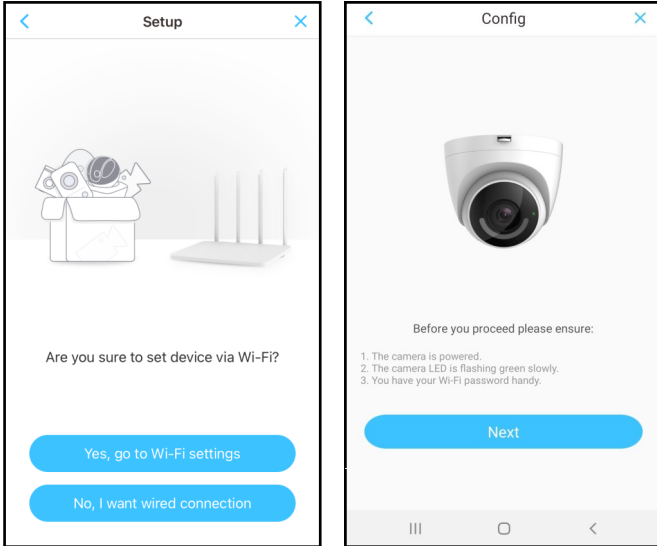 Setup
Are you sure to set device via Wi-Fi?
Yes, go to Wi-Fi settings
No, I want wired connection
Config
Before you proceed please ensure:
1. The camera is powered.
2. The camera LED is flashing green slowly.
3. You have your Wi-Fi password handy.
Next